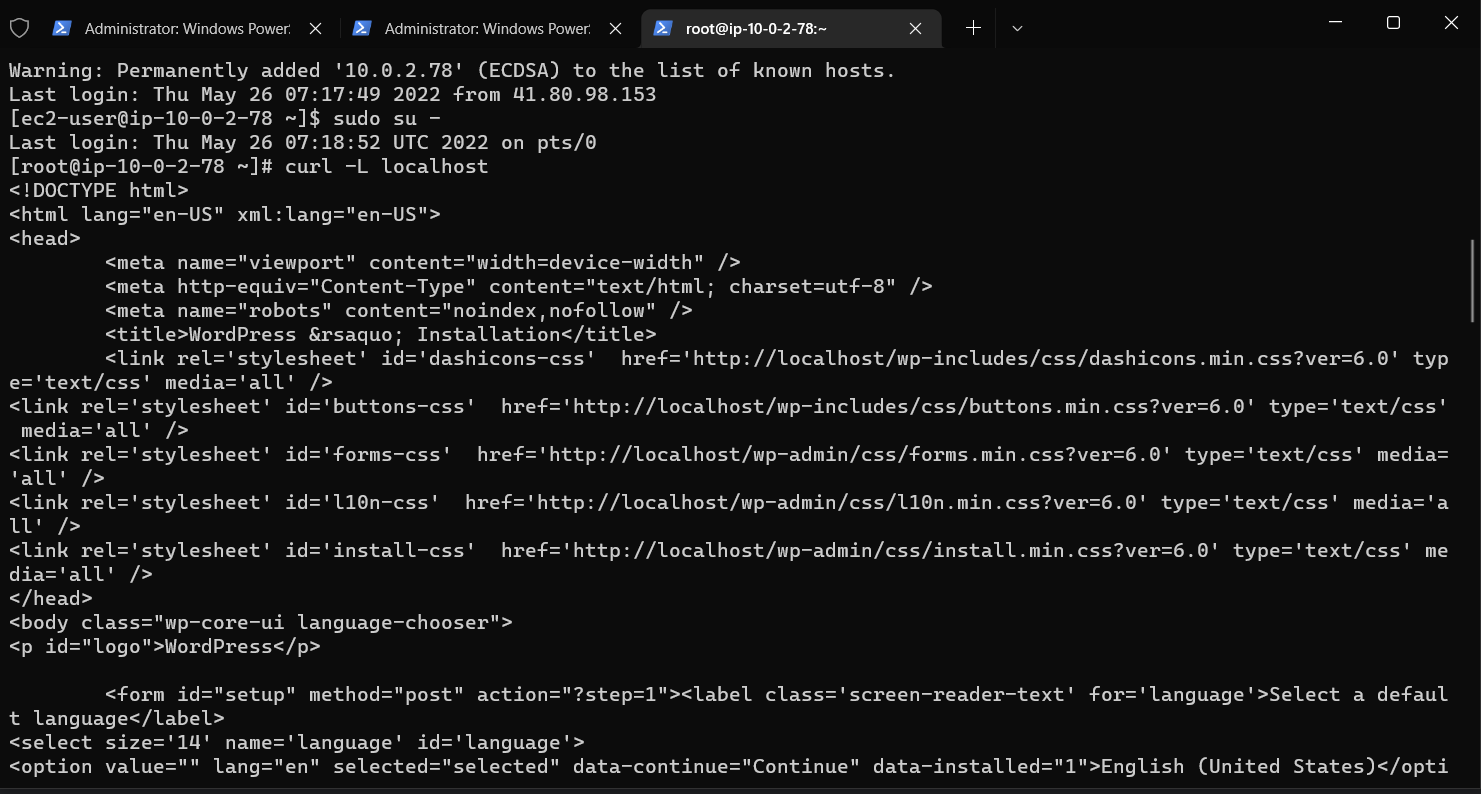 Administrator: Windows Power: Administrator: Windows Power: root@ip-10-0-2-78:~
Warning: Permanently added '10.0.2.78' (ECDSA) to the list of known hosts.
Last login: Thu May 26 07:17:49 2022 from 41.80.98.153
[ec2-user@ip-10-0-2-78 ~]$ sudo su -
Last login: Thu May 26 07:18:52 UTC 2022 on pts/0
[root@ip-10-0-2-78 ~]# curl -L localhost
<!DOCTYPE html>
<html lang="en-US" xml:lang="en-US">
<head>
        <meta name="viewport" content="width=device-width" />
        <meta http-equiv="Content-Type" content="text/html; charset=utf-8" />
        <meta name="robots" content="noindex,nofollow" />
        <title>WordPress &rsaquo; Installation</title>
        <link rel='stylesheet' id='dashicons-css'  href='http://localhost/wp-includes/css/dashicons.min.css?ver=6.0' typ
e='text/css' media='all' />
<link rel='stylesheet' id='buttons-css'  href='http://localhost/wp-includes/css/buttons.min.css?ver=6.0' type='text/css'
 media='all' />
<link rel='stylesheet' id='forms-css'  href='http://localhost/wp-admin/css/forms.min.css?ver=6.0' type='text/css' media=
'all' />
<link rel='stylesheet' id='l10n-css'  href='http://localhost/wp-admin/css/l10n.min.css?ver=6.0' type='text/css' media='a
ll' />
<link rel='stylesheet' id='install-css'  href='http://localhost/wp-admin/css/install.min.css?ver=6.0' type='text/css' me
dia='all' />
</head>
<body class="wp-core-ui language-chooser">
<p id="logo">WordPress</p>

        <form id="setup" method="post" action="?step=1"><label class='screen-reader-text' for='language'>Select a defaul
t language</label>
<select size='14' name='language' id='language'>
<option value="" lang="en" selected="selected" data-continue="Continue" data-installed="1">English (United States)</opti